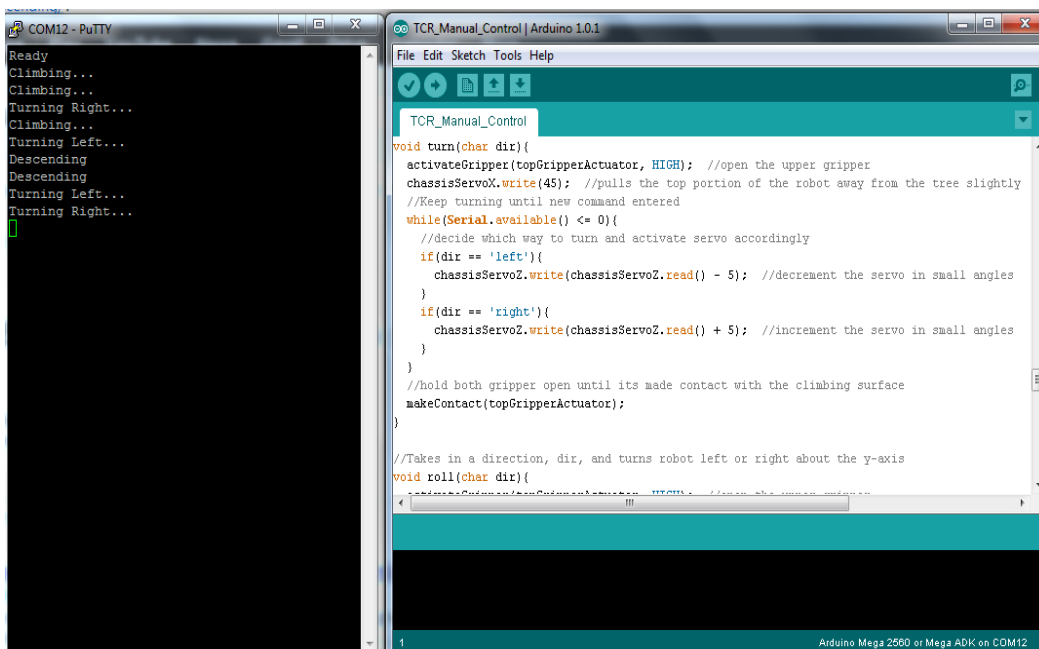 COM12 - PuTTY
Ready
Climbing...
Climbing...
Turning Right...
Climbing...
Turning Left...
Descending
Descending
Turning Left...
Turning Right...
TCR_Manual_Control | Arduino 1.0.1
File Edit Sketch Tools Help
TCR_Manual_Control
void turn(char dir){
activateGripper(topGripperActuator, HIGH);  //open the upper gripper
chassisServoX.write(45);  //pulls the top portion of the robot away from the tree slightly
//Keep turning until new command entered
while(Serial.available() <= 0){
//decide which way to turn and activate servo accordingly
if(dir == 'left'){
chassisServoZ.write(chassisServoZ.read() - 5);  //decrement the servo in small angles
}
if(dir == 'right'){
chassisServoZ.write(chassisServoZ.read() + 5);  //increment the servo in small angles
}
}
//hold both gripper open until its made contact with the climbing surface
makeContact(topGripperActuator);
}
//Takes in a direction, dir, and turns robot left or right about the y-axis
void roll(char dir){
1
Arduino Mega 2560 or Mega ADK on COM12